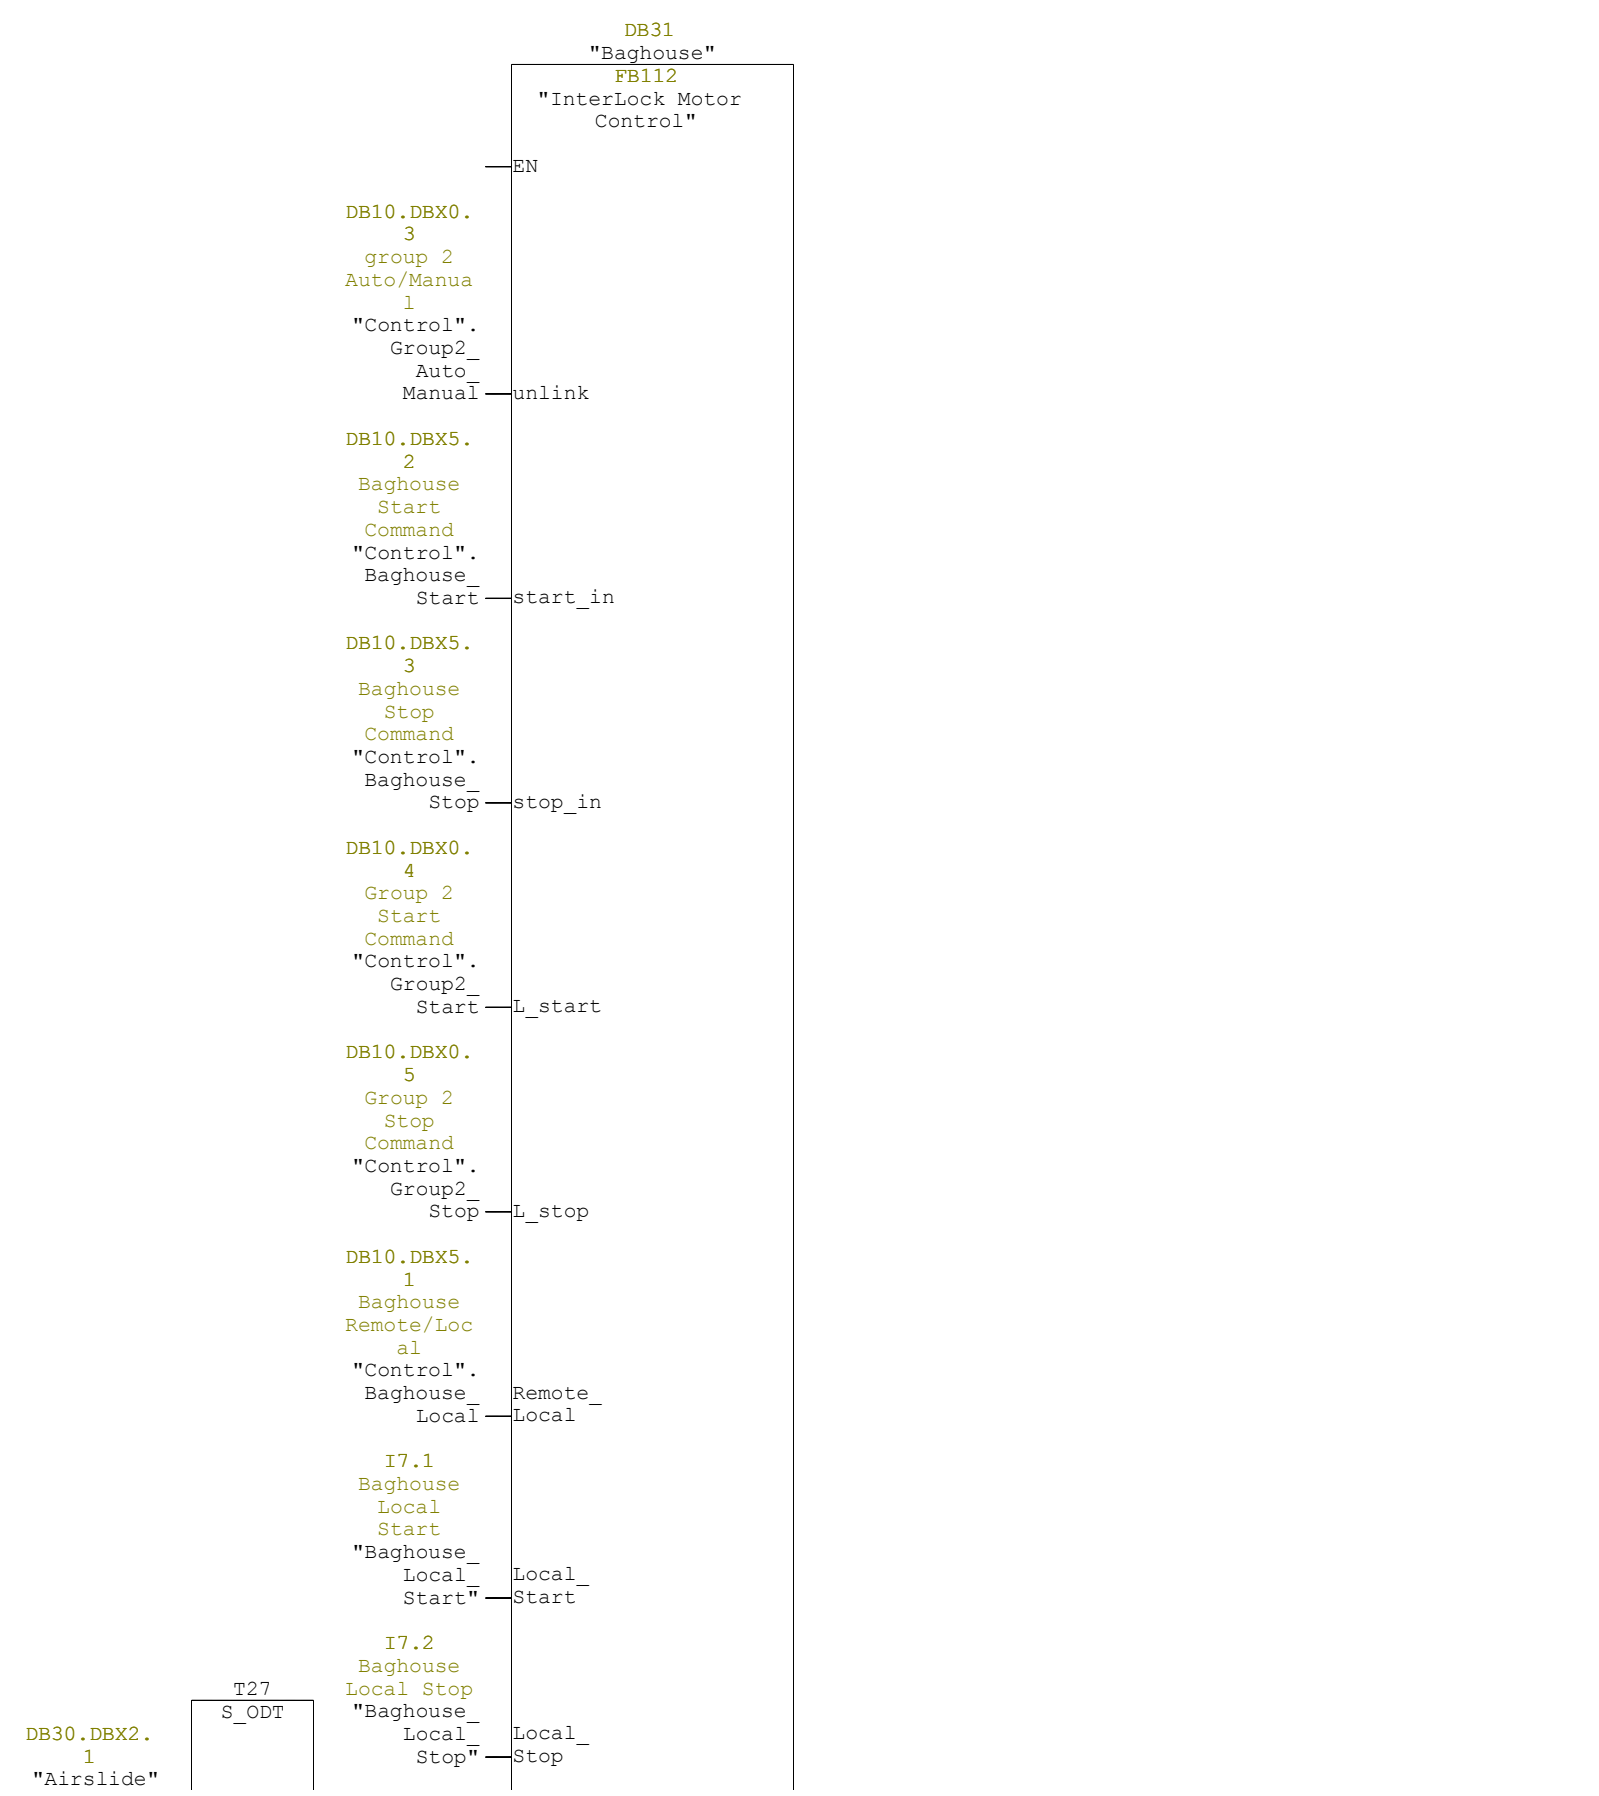 DB31
"Baghouse"
FB112
"InterLock Motor
Control"
EN
DB10.DBX0.
3
group 2
Auto/Manua
l
"Control".
Group2_
Auto_
Manual
unlink
DB10.DBX5.
2
Baghouse
Start
Command
"Control".
Baghouse_
Start
start_in
DB10.DBX5.
3
Baghouse
Stop
Command
"Control".
Baghouse_
Stop
stop_in
DB10.DBX0.
4
Group 2
Start
Command
"Control".
Group2_
Start
L_start
DB10.DBX0.
5
Group 2
Stop
Command
"Control".
Group2_
Stop
L_stop
DB10.DBX5.
1
Baghouse
Remote/Loc
al
"Control".
Baghouse_
Local
Remote_
Local
I7.1
Baghouse
Local
Start
"Baghouse_
Local_
Start"
Local_
Start
I7.2
Baghouse
Local Stop
"Baghouse_
Local_
Stop"
Local_
Stop
T27
S_ODT
DB30.DBX2.
1
"Airslide"